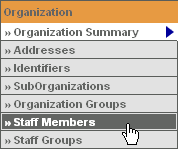 Organization
» Organization Summary
» Addresses
» Identifiers
» SubOrganizations
» Organization Groups
» Staff Members
» Staff Groups